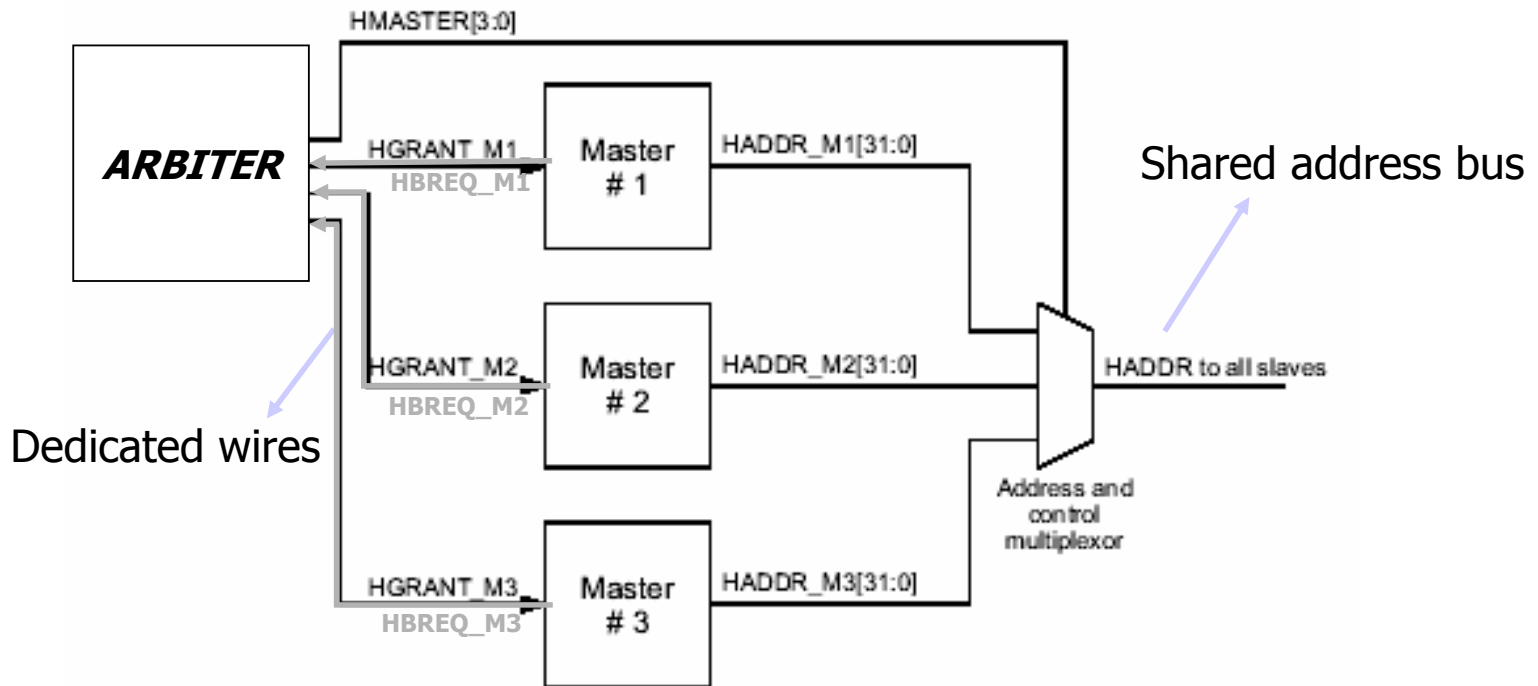 HMASTER[3:0]
ARBITER
HGRANT_M1
HBREQ_M1
Master
# 1
HADDR_M1[31:0]
Shared address bus
HGRANT_M2
HBREQ_M2
Master
# 2
HADDR_M2[31:0]
HADDR to all slaves
Dedicated wires
Address and
control
multiplexor
HGRANT_M3
HBREQ_M3
Master
# 3
HADDR_M3[31:0]